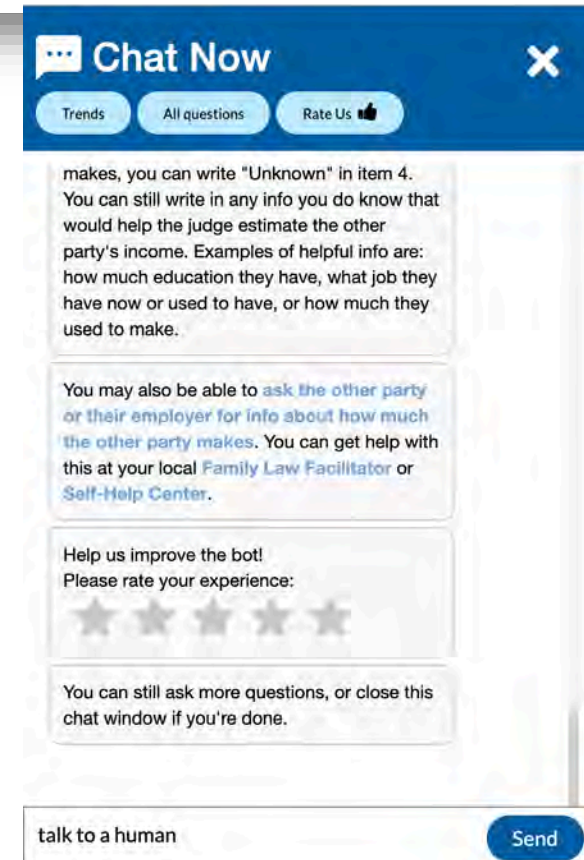 Chat Now
Trends
All questions
Rate Us
makes, you can write "Unknown" in item 4.
You can still write in any info you do know that
would help the judge estimate the other
party's income. Examples of helpful info are:
how much education they have, what job they
have now or used to have, or how much they
used to make.
You may also be able to ask the other party
or their employer for info about how much
the other party makes. You can get help with
this at your local Family Law Facilitator or
Self-Help Center.
Help us improve the bot!
Please rate your experience:
You can still ask more questions, or close this
chat window if you're done.
talk to a human
Send